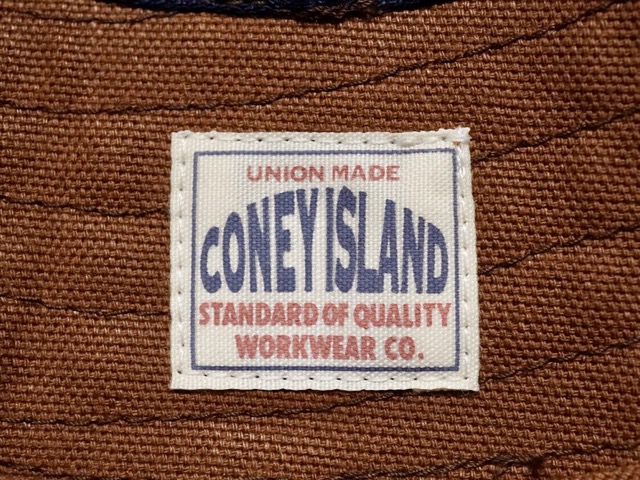 UNION MADE
CONEY ISLAND
STANDARD OF QUALITY
WORKWEAR CO.